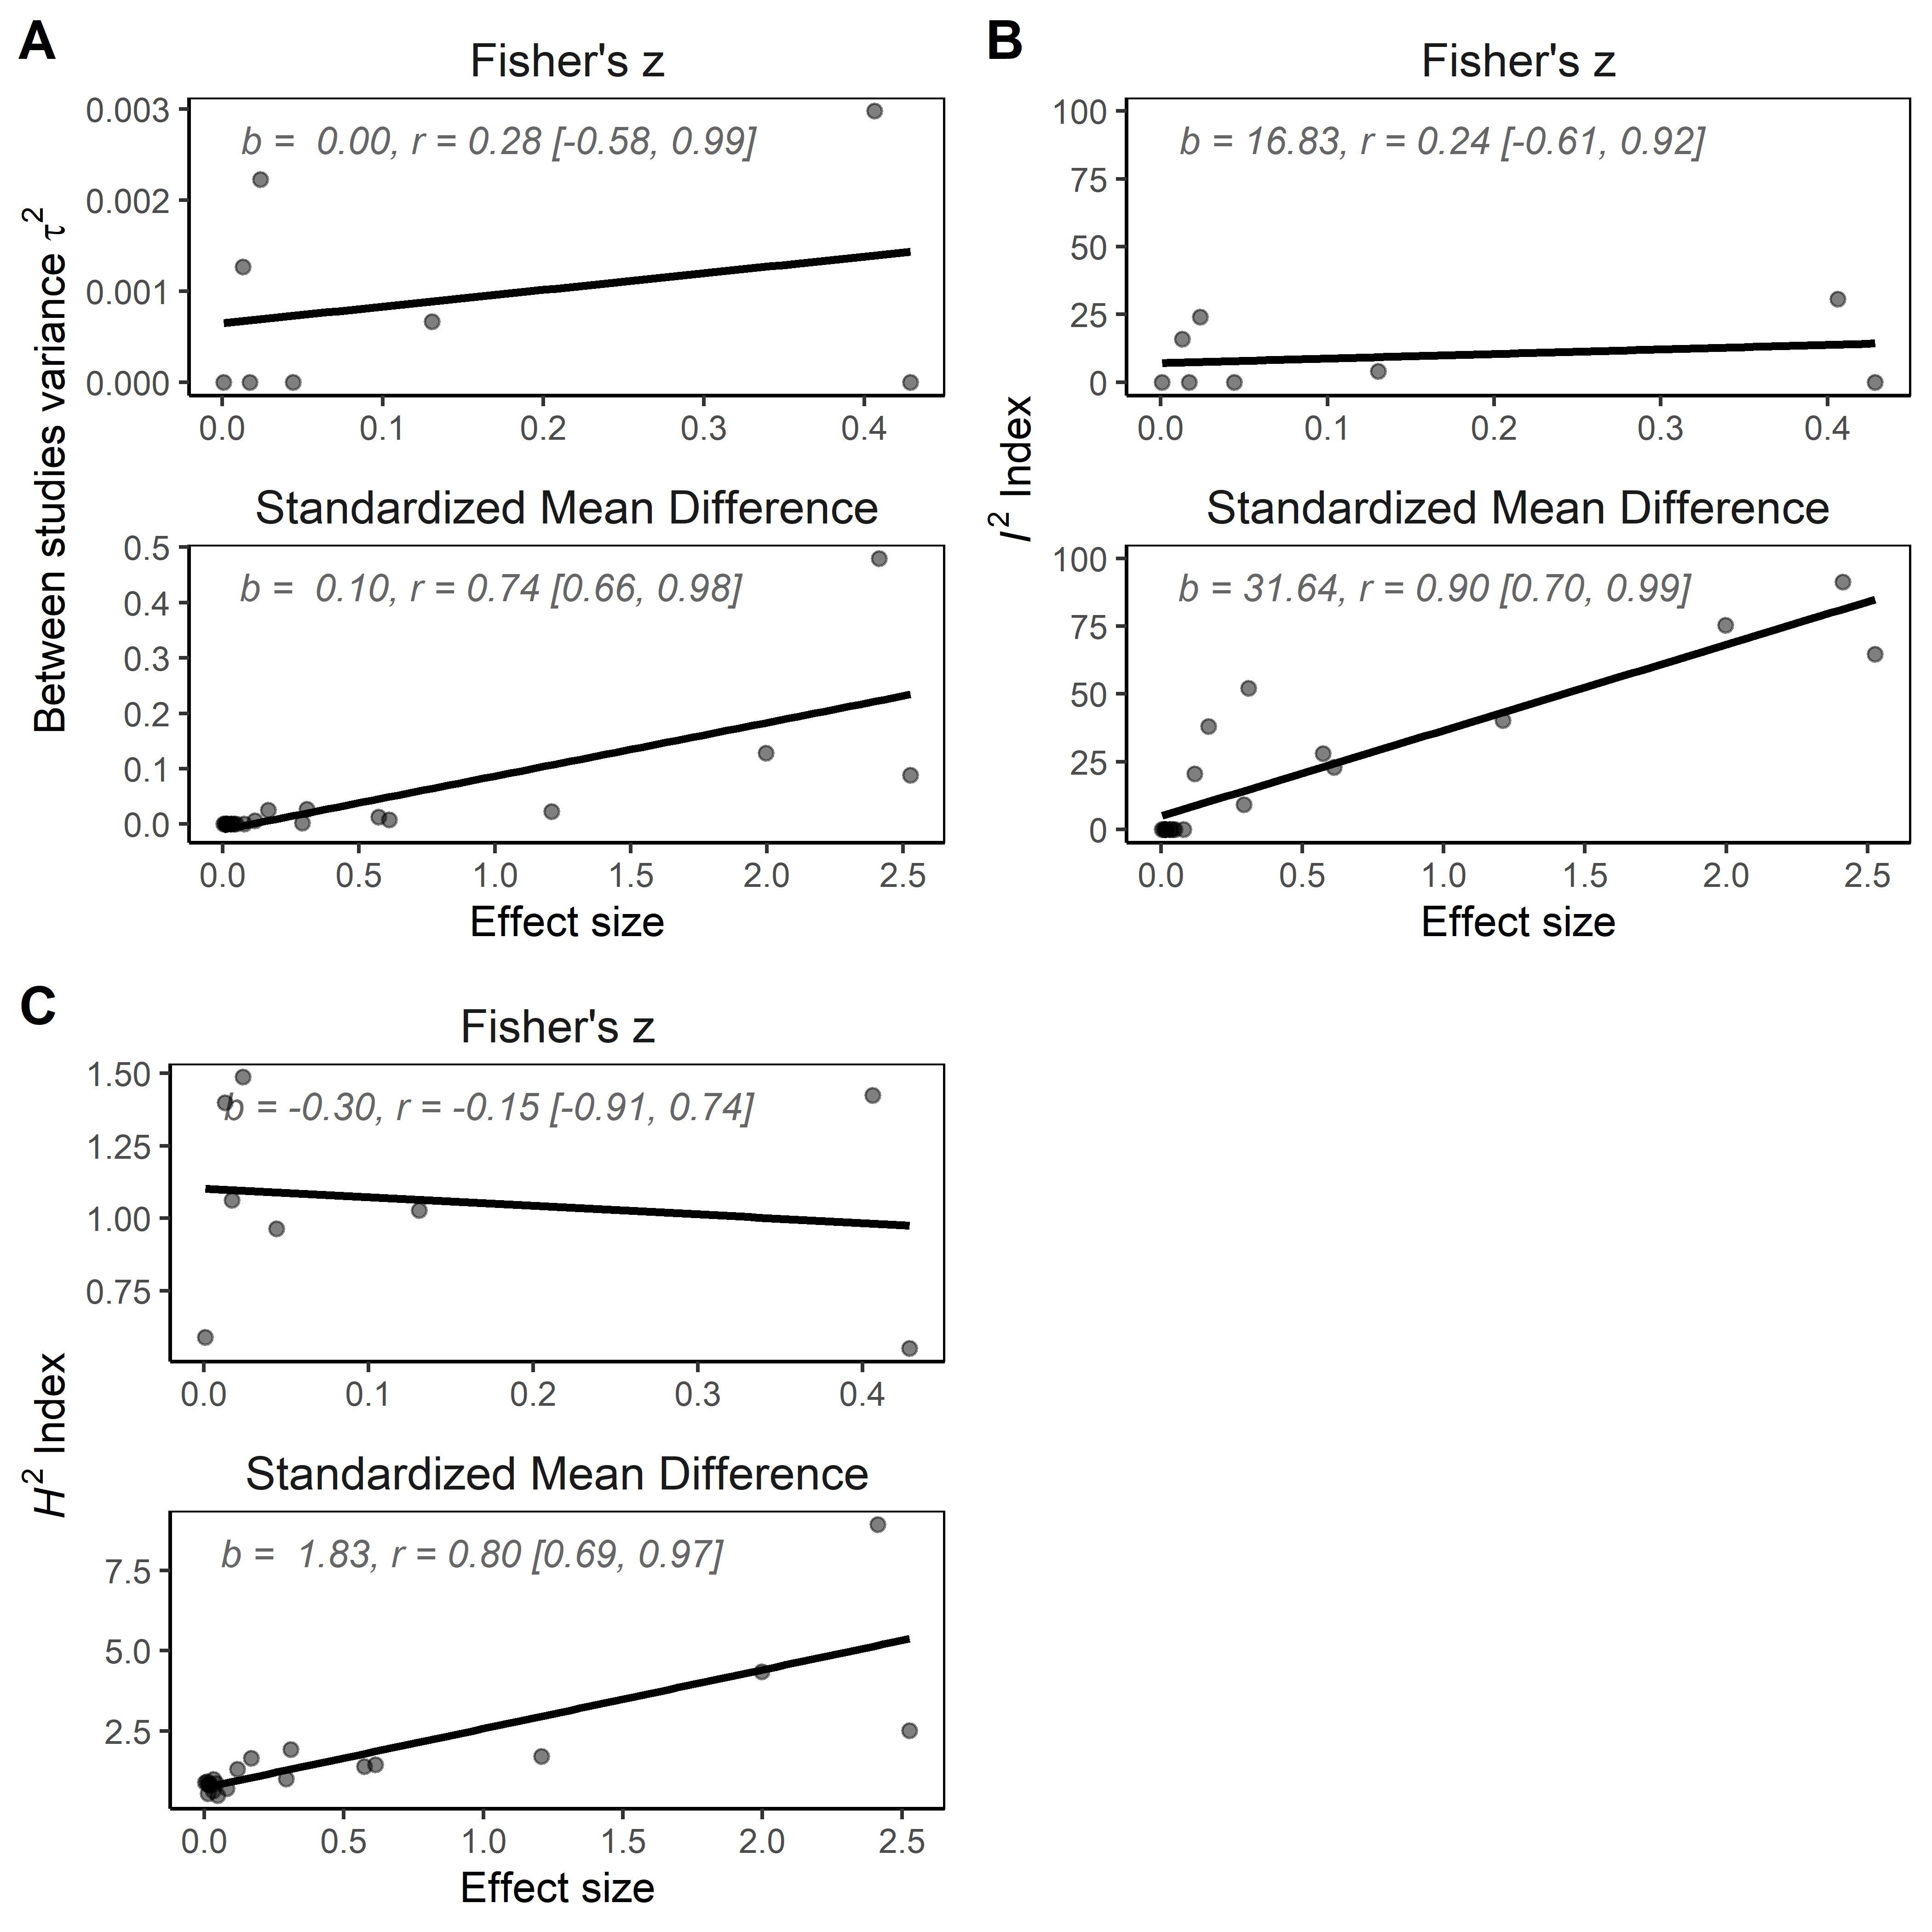 A
Fisher's z
Between studies variance τ²
0.003
0.002
0.001
0.000
b = 0.00, r = 0.28 [-0.58, 0.99]
0.0 0.1 0.2 0.3 0.4
Standardized Mean Difference
0.5
0.4
0.3
0.2
0.1
0.0
b = 0.10, r = 0.74 [0.66, 0.98]
0.0 0.5 1.0 1.5 2.0 2.5
Effect size
B
Fisher's z
I² Index
100
75
50
25
0
b = 16.83, r = 0.24 [-0.61, 0.92]
0.0 0.1 0.2 0.3 0.4
Standardized Mean Difference
100
75
50
25
0
b = 31.64, r = 0.90 [0.70, 0.99]
0.0 0.5 1.0 1.5 2.0 2.5
Effect size
C
Fisher's z
H² Index
1.50
1.25
1.00
0.75
b = -0.30, r = -0.15 [-0.91, 0.74]
0.0 0.1 0.2 0.3 0.4
Standardized Mean Difference
7.5
5.0
2.5
b = 1.83, r = 0.80 [0.69, 0.97]
0.0 0.5 1.0 1.5 2.0 2.5
Effect size